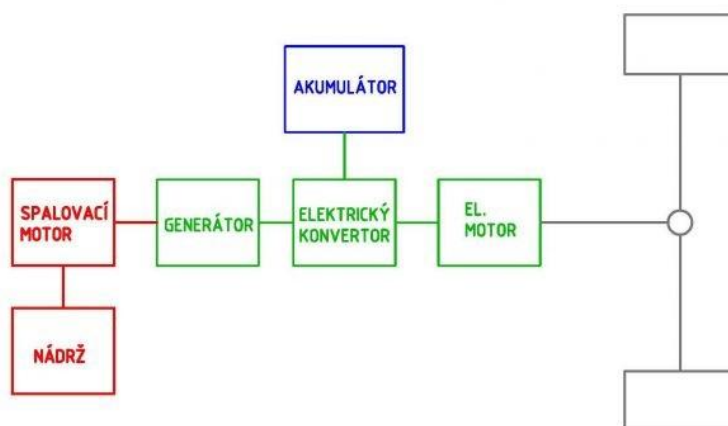 AKUMULÁTOR
SPALOVACÍ
MOTOR
GENERÁTOR
ELEKTRICKÝ
KONVERTOR
EL.
MOTOR
NÁDRŽ